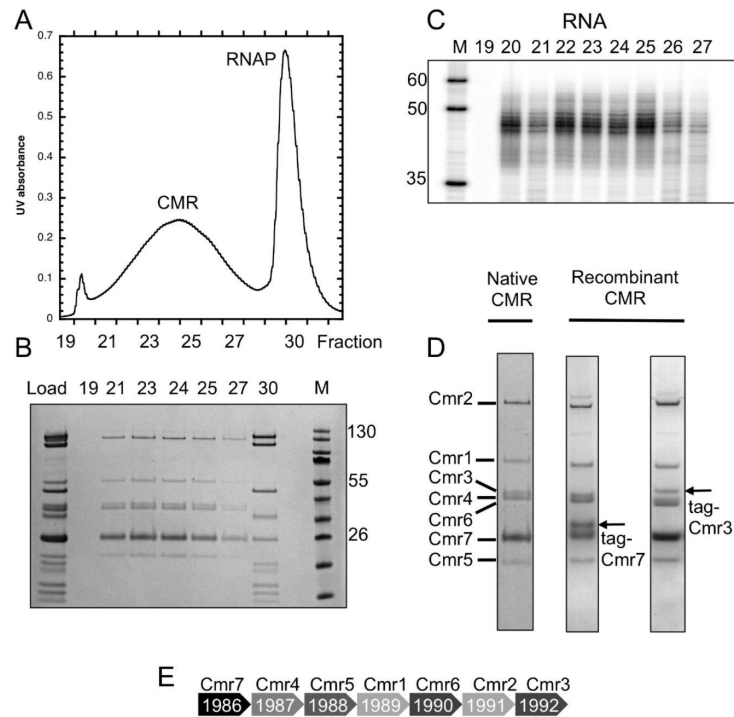 A
UV absorbance
0.7
0.6
0.5
0.4
0.3
0.2
0.1
0
RNAP
CMR
19 21 23 25 27 30 Fraction
B
Load 19 21 23 24 25 27 30 M
130
55
26
C
RNA
M 19 20 21 22 23 24 25 26 27
60
50
35
Native
CMR
Recombinant
CMR
D
Cmr2
Cmr1
Cmr3
Cmr4
Cmr6
Cmr7
Cmr5
tag-
Cmr7
tag-
Cmr3
E
Cmr7 Cmr4 Cmr5 Cmr1 Cmr6 Cmr2 Cmr3
1986 1987 1988 1989 1990 1991 1992